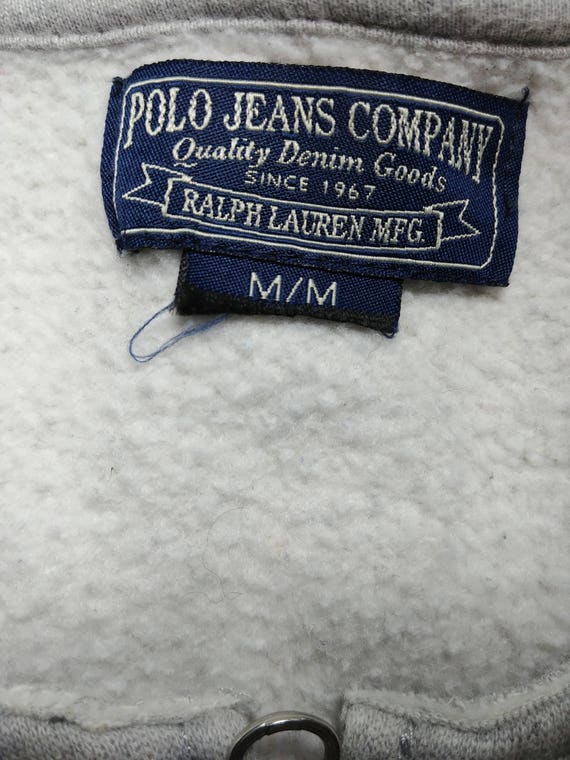 POLO JEANS COMPANY
Quality Denim Goods
SINCE 1967
RALPH LAUREN MFG.
M/M